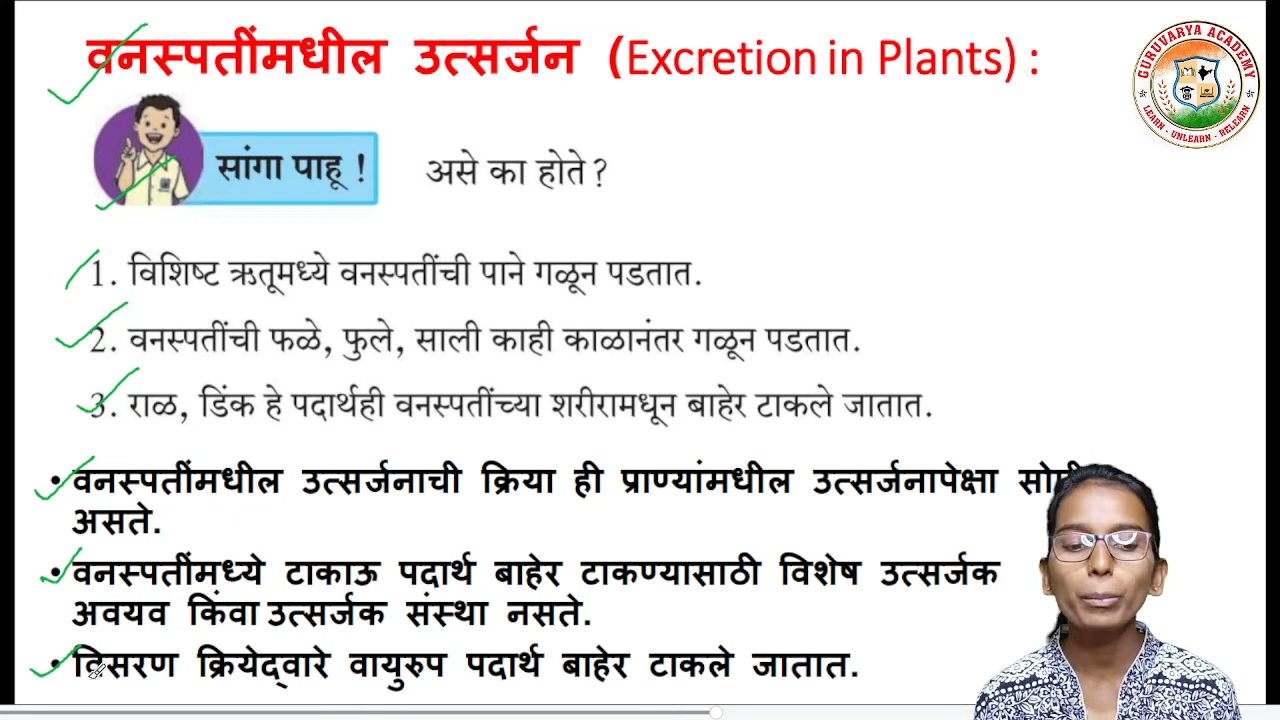 वनस्पतींमधील उत्सर्जन (Excretion in Plants) :
GURUVARYA ACADEMY
LEARN - UNLEARN - RELEARN
सांगा पाहू ! असे का होते?
1. विशिष्ट ऋतूमध्ये वनस्पतींची पाने गळून पडतात.
2. वनस्पतींची फळे, फुले, साली काही काळानंतर गळून पडतात.
3. राळ, डिंक हे पदार्थही वनस्पतींच्या शरीरामधून बाहेर टाकले जातात.
• वनस्पतींमधील उत्सर्जनाची क्रिया ही प्राण्यांमधील उत्सर्जनापेक्षा
असते.
• वनस्पतींमध्ये टाकाऊ पदार्थ बाहेर टाकण्यासाठी विशेष उत्सर्जक
अवयव किंवा उत्सर्जक संस्था नसते.
• विसरण क्रियेद्वारे वायुरुप पदार्थ बाहेर टाकले जातात.